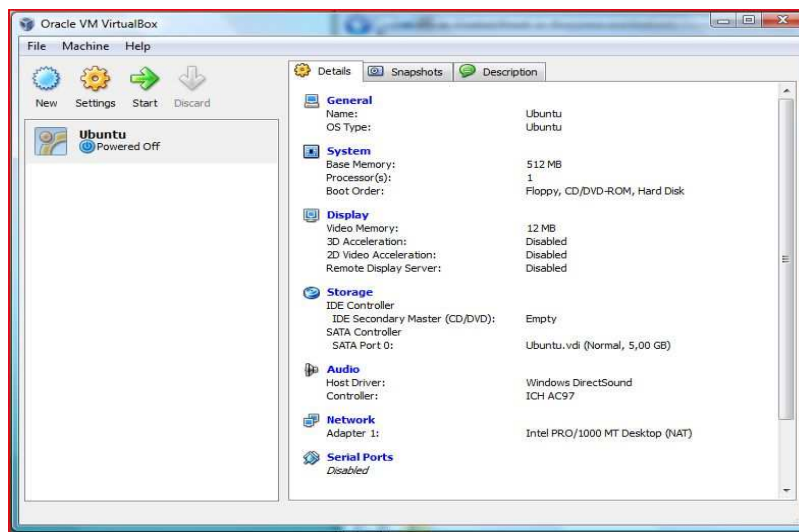 Oracle VM VirtualBox
File Machine Help
New Settings Start Discard
Ubuntu
Powered Off
Details Snapshots Description
General
Name: Ubuntu
OS Type: Ubuntu
System
Base Memory: 512 MB
Processor(s): 1
Boot Order: Floppy, CD/DVD-ROM, Hard Disk
Display
Video Memory: 12 MB
3D Acceleration: Disabled
2D Video Acceleration: Disabled
Remote Display Server: Disabled
Storage
IDE Controller
IDE Secondary Master (CD/DVD): Empty
SATA Controller
SATA Port 0: Ubuntu.vdi (Normal, 5,00 GB)
Audio
Host Driver: Windows DirectSound
Controller: ICH AC97
Network
Adapter 1: Intel PRO/1000 MT Desktop (NAT)
Serial Ports
Disabled